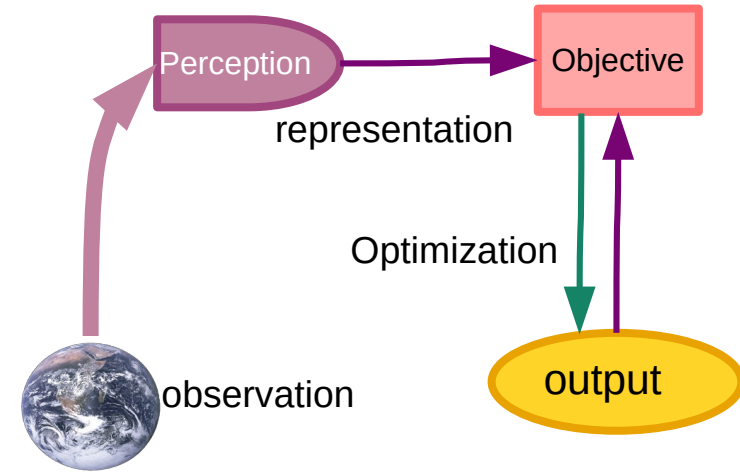 Perception
Objective
representation
Optimization
output
observation